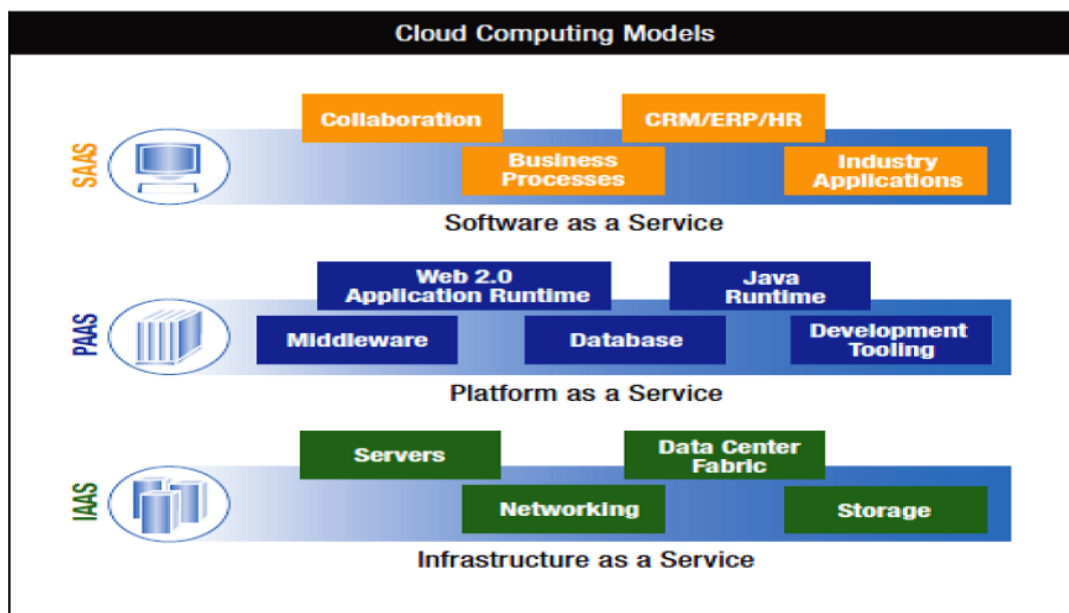 Cloud Computing Models
SAAS
Collaboration
CRM/ERP/HR
Business
Processes
Industry
Applications
Software as a Service
PAAS
Web 2.0
Application Runtime
Java
Runtime
Middleware
Database
Development
Tooling
Platform as a Service
IAAS
Servers
Data Center
Fabric
Networking
Storage
Infrastructure as a Service